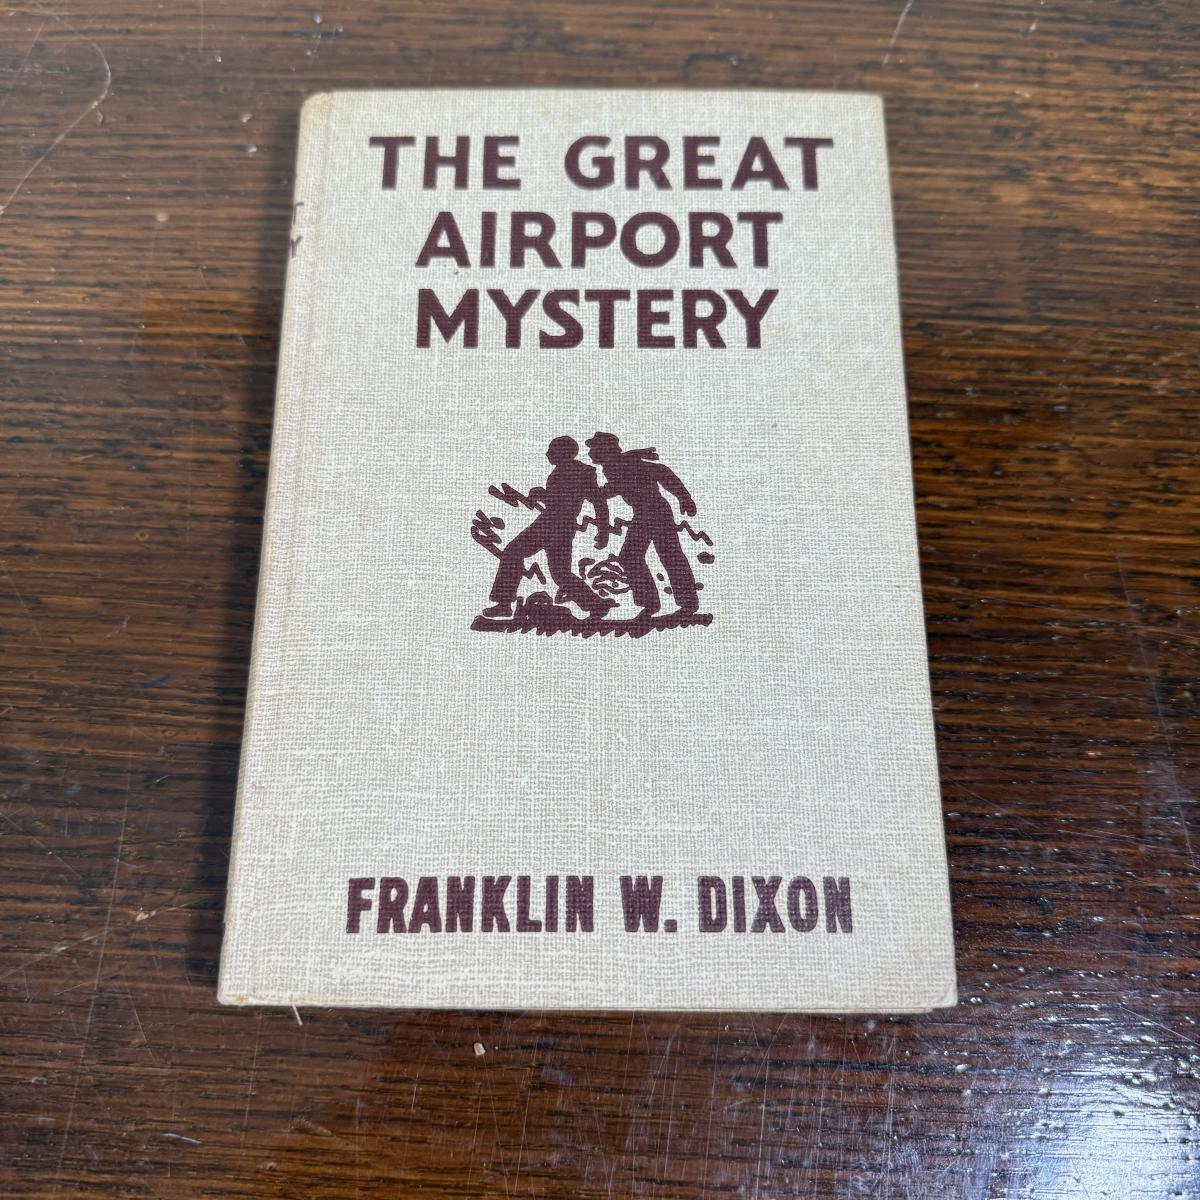 THE GREAT
AIRPORT
MYSTERY
FRANKLIN W. DIXON
T
Y